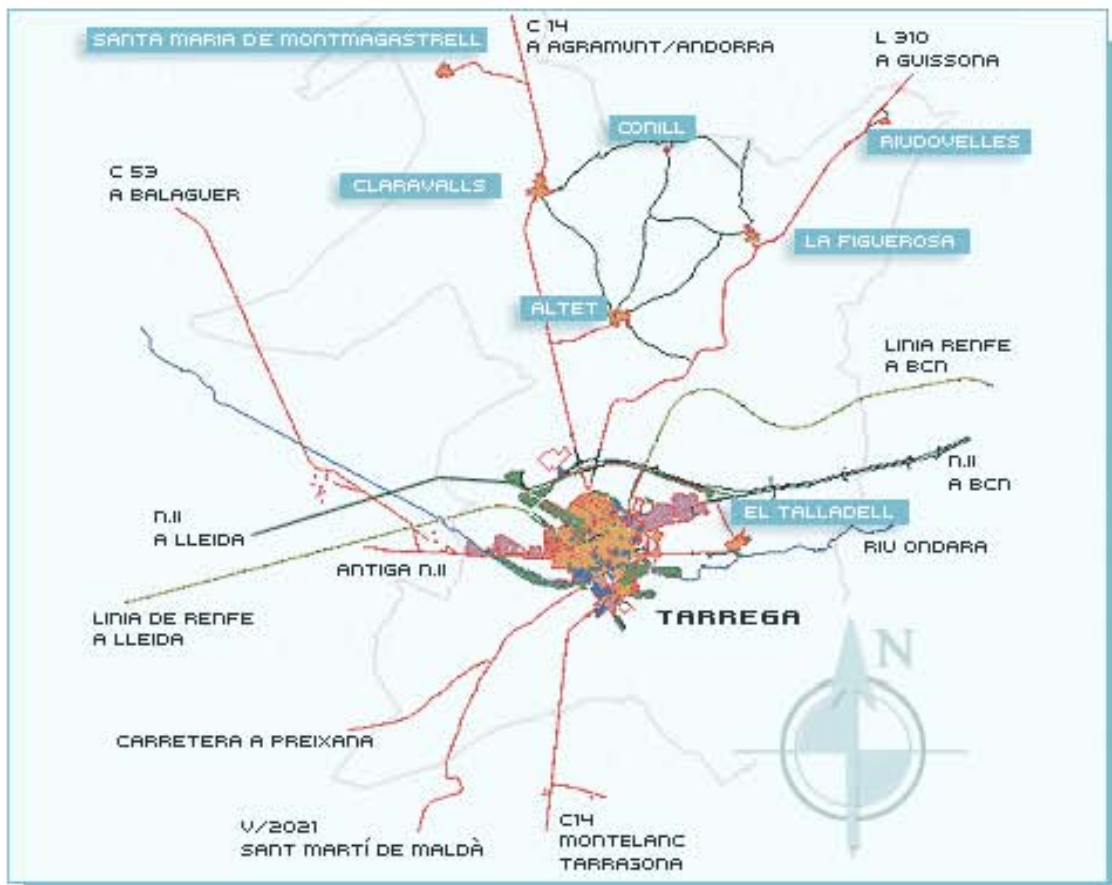 C 14
A AGRAMUNT/ANDORRA
SANTA MARIA DE MONTMAGASTRELL
L 310
A GUISSONA
CONILL
RIUDOVELLES
C 53
A BALAGUER
CLARAVALLS
LA FIGUEROSA
ALTET
LINIA RENFE
A BCN
N.II
A BCN
EL TALLADELL
N.II
A LLEIDA
RIU ONDARA
ANTIGA N.II
LINIA DE RENFE
A LLEIDA
TARREGA
N
CARRETERA A PREIXANA
V/2021
SANT MARTÍ DE MALDÀ
C14
MONTBLANC
TARRAGONA